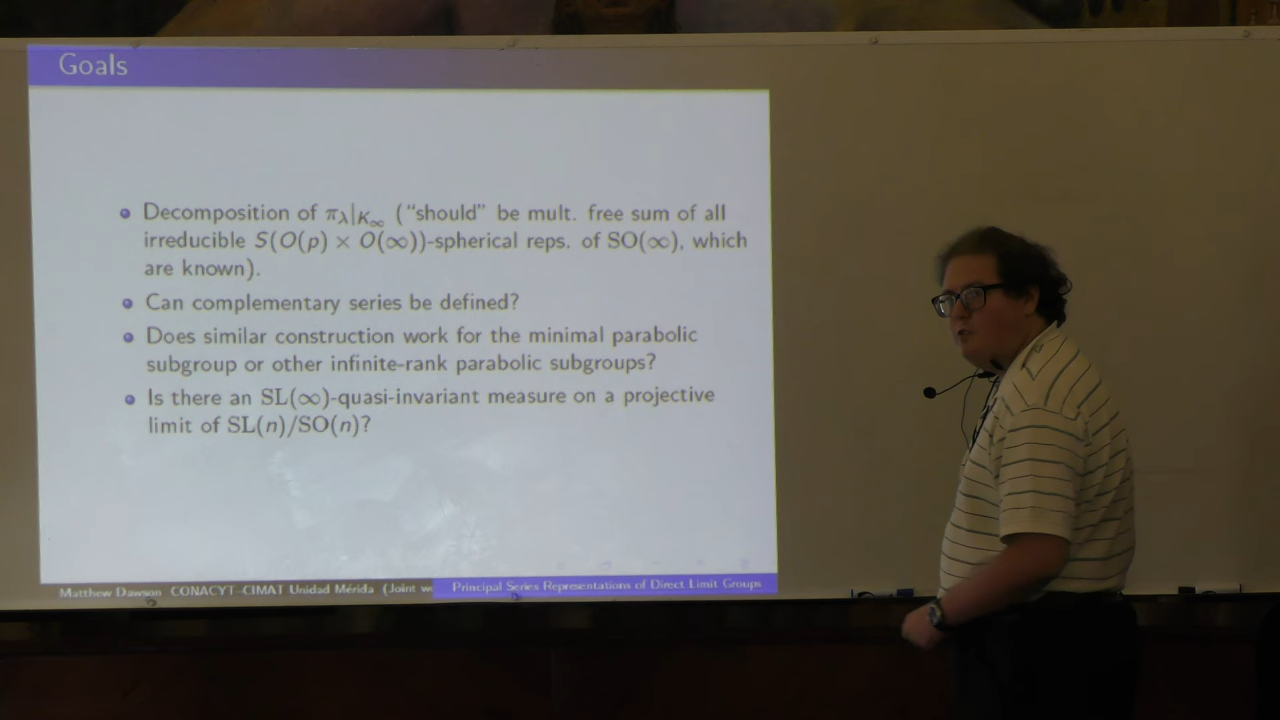 Goals
• Decomposition of π_λ|_{K_∞} (“should” be mult. free sum of all
irreducible S(O(p) × O(∞))-spherical reps. of SO(∞), which
are known).
• Can complementary series be defined?
• Does similar construction work for the minimal parabolic
subgroup or other infinite-rank parabolic subgroups?
• Is there an SL(∞)-quasi-invariant measure on a projective
limit of SL(n)/SO(n)?
Matthew Dawson CONACYT–CIMAT Unidad Mérida (Joint w
Principal Series Representations of Direct Limit Groups